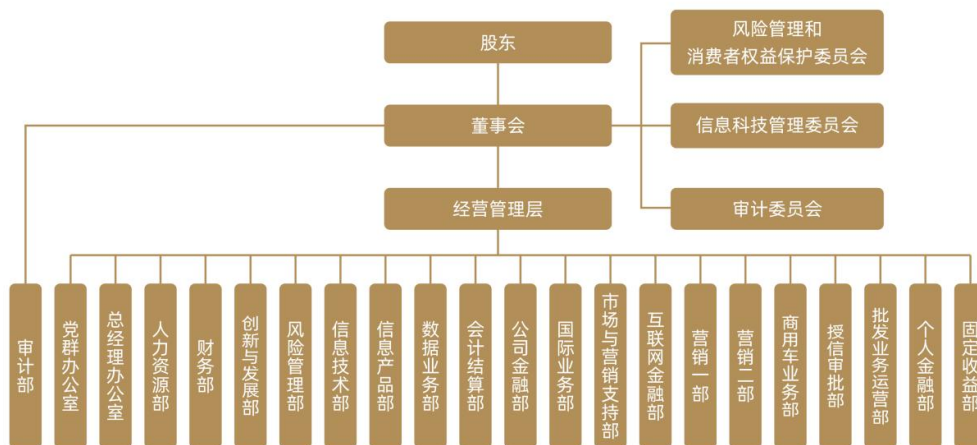 股东
风险管理和
消费者权益保护委员会
董事会
信息科技管理委员会
经营管理层
审计委员会
审计部
党群办公室
总经理办公室
人力资源部
财务部
创新与发展部
风险管理部
信息技术部
信息产品部
数据业务部
会计结算部
公司金融部
国际业务部
市场与营销支持部
互联网金融部
营销一部
营销二部
商用车业务部
授信审批部
批发业务运营部
个人金融部
固定收益部